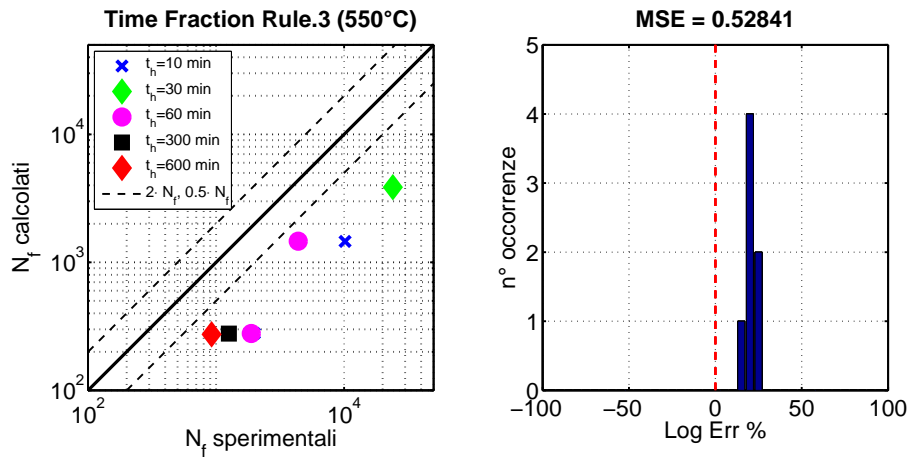 Time Fraction Rule.3 (550°C)
MSE = 0.52841
t_h=10 min
t_h=30 min
t_h=60 min
t_h=300 min
t_h=600 min
2· N_f, 0.5· N_f
N_f calcolati
10^4
10^3
10^2
10^2
10^4
N_f sperimentali
n° occorrenze
5
4
3
2
1
0
−100
−50
0
50
100
Log Err %